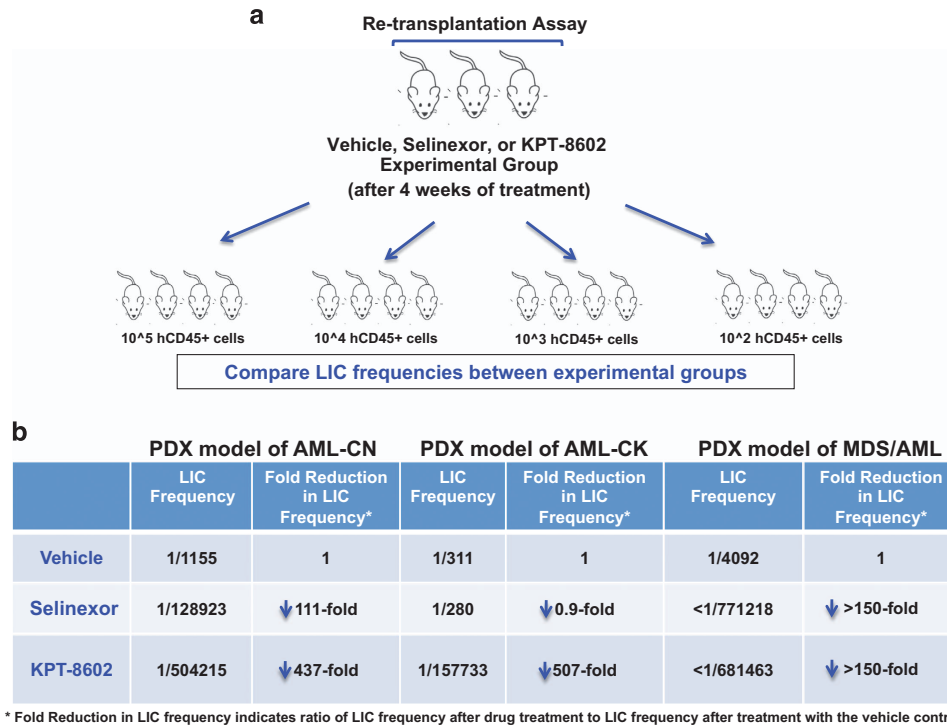 a
Re-transplantation Assay
Vehicle, Selinexor, or KPT-8602
Experimental Group
(after 4 weeks of treatment)
10^5 hCD45+ cells
10^4 hCD45+ cells
10^3 hCD45+ cells
10^2 hCD45+ cells
Compare LIC frequencies between experimental groups
b
PDX model of AML-CN
PDX model of AML-CK
PDX model of MDS/AML
LIC Frequency
Fold Reduction in LIC Frequency*
LIC Frequency
Fold Reduction in LIC Frequency*
LIC Frequency
Fold Reduction in LIC Frequency*
Vehicle 1/1155 1 1/311 1 1/4092 1
Selinexor 1/128923 ↓ 111-fold 1/280 ↓ 0.9-fold <1/771218 ↓ >150-fold
KPT-8602 1/504215 ↓ 437-fold 1/157733 ↓ 507-fold <1/681463 ↓ >150-fold
* Fold Reduction in LIC frequency indicates ratio of LIC frequency after drug treatment to LIC frequency after treatment with the vehicle